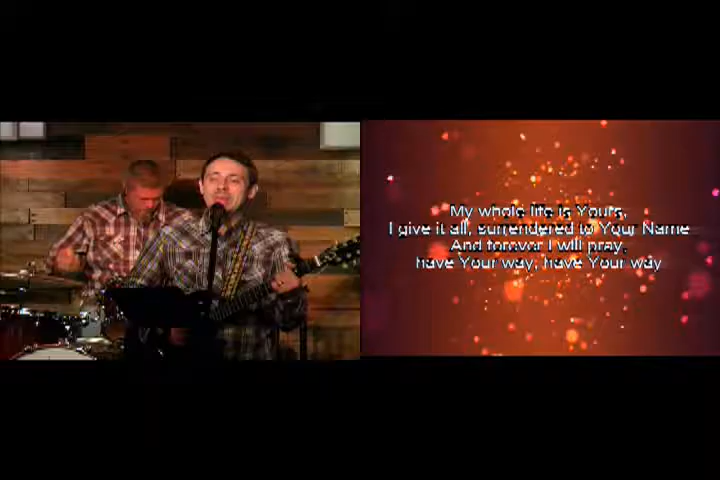 My whole life is Yours,
I give it all, surrendered to Your Name
And forever I will pray,
have Your way, have Your way